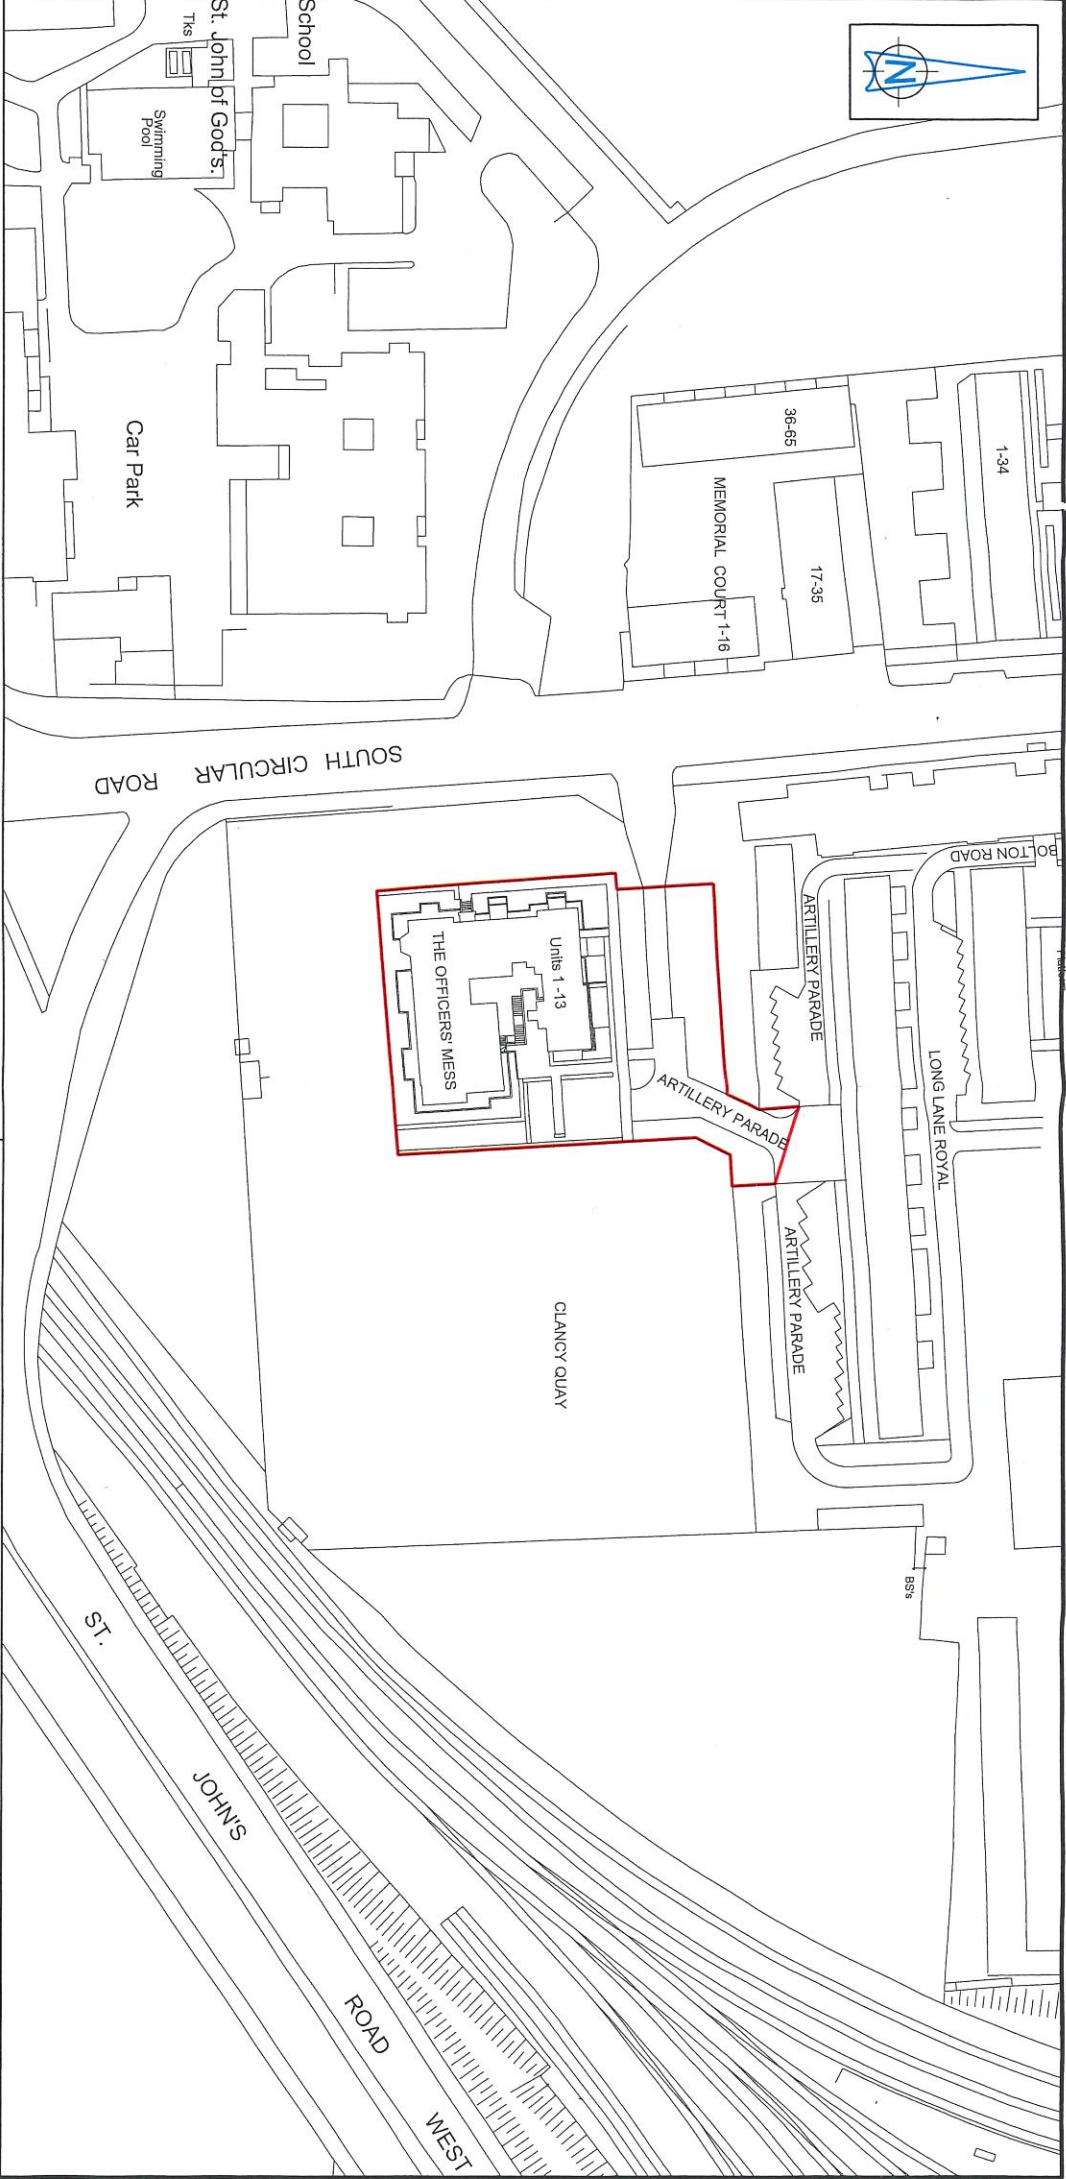 N
School
St. John of God's.
Tks
Swimming
Pool
Car Park
1-34
36-65
MEMORIAL COURT
17-35
1-16
SOUTH CIRCULAR ROAD
BOLTON ROAD
ARTILLERY PARADE
LONG LANE ROYAL
Units 1 -13
THE OFFICERS' MESS
ARTILLERY PARADE
ARTILLERY PARADE
CLANCY QUAY
BS's
ST. JOHN'S ROAD WEST